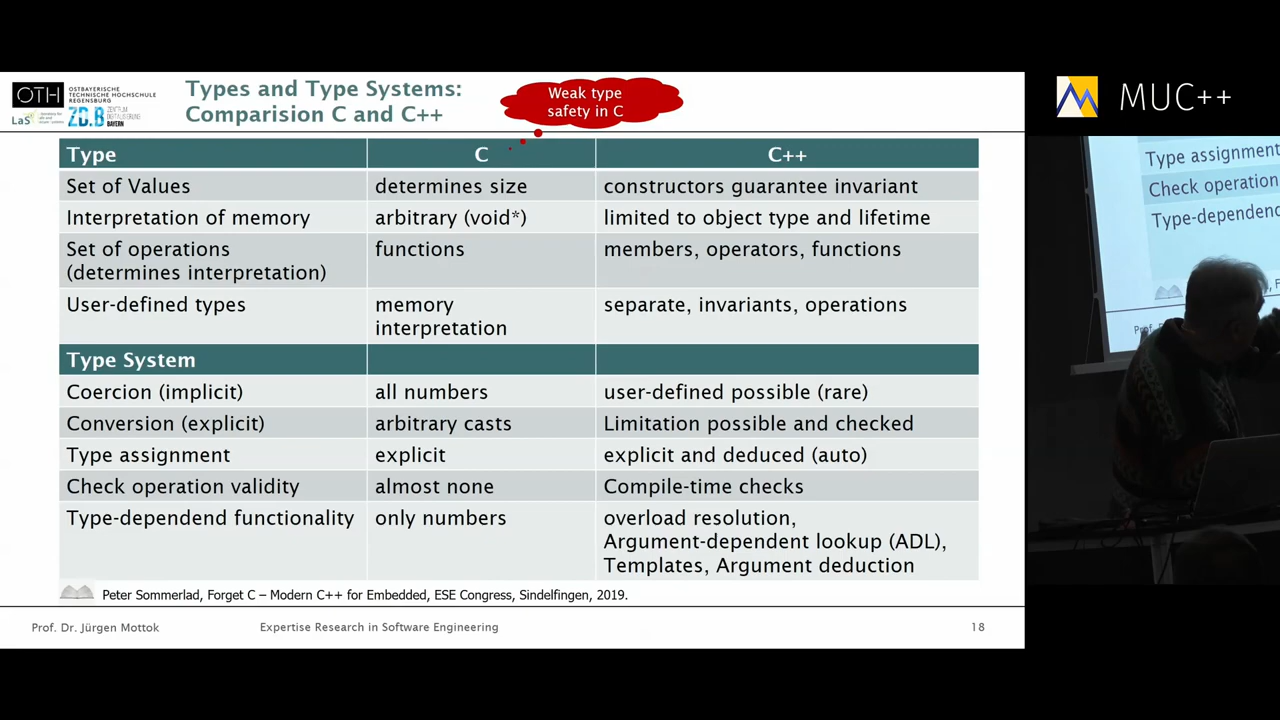 OTH
OSTBAYERISCHE
TECHNISCHE HOCHSCHULE
REGENSBURG
LaS³
ZD.B
ZENTRUM
DIGITALISIERUNG
BAYERN
Types and Type Systems:
Comparision C and C++
Weak type
safety in C
MUC++
Type C C++
Set of Values determines size constructors guarantee invariant
Interpretation of memory arbitrary (void*) limited to object type and lifetime
Set of operations functions members, operators, functions
(determines interpretation)
User-defined types memory separate, invariants, operations
interpretation
Type System
Coercion (implicit) all numbers user-defined possible (rare)
Conversion (explicit) arbitrary casts Limitation possible and checked
Type assignment explicit explicit and deduced (auto)
Check operation validity almost none Compile-time checks
Type-dependend functionality only numbers overload resolution,
Argument-dependent lookup (ADL),
Templates, Argument deduction
Peter Sommerlad, Forget C – Modern C++ for Embedded, ESE Congress, Sindelfingen, 2019.
Prof. Dr. Jürgen Mottok Expertise Research in Software Engineering 18
Type assignment
Check operation
Type-dependend